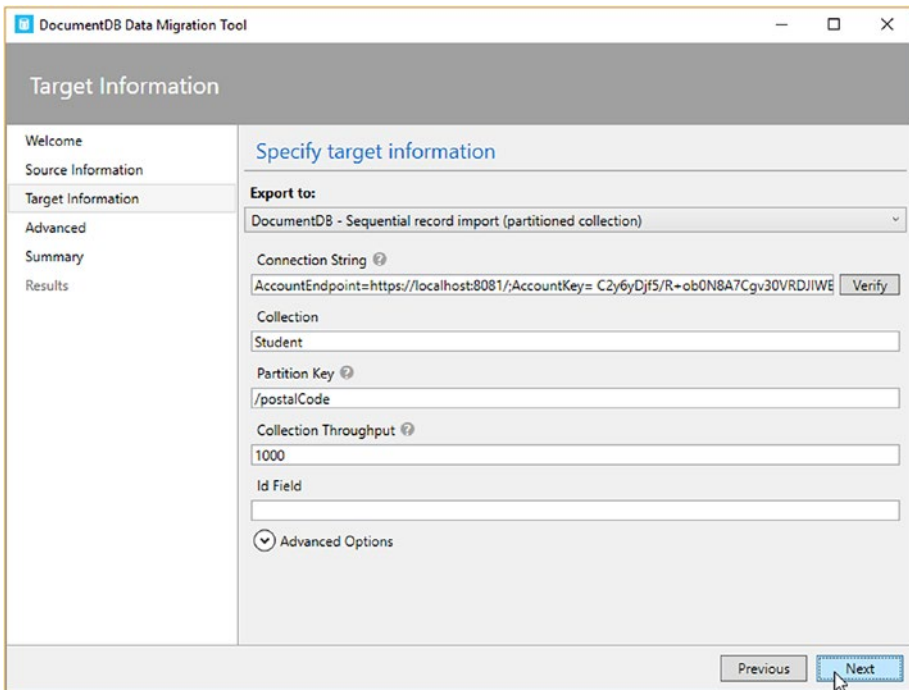 DocumentDB Data Migration Tool
Target Information
Welcome
Source Information
Target Information
Advanced
Summary
Results
Specify target information
Export to:
DocumentDB - Sequential record import (partitioned collection)
Connection String
AccountEndpoint=https://localhost:8081/;AccountKey= C2y6yDjf5/R+ob0N8A7Cgv30VRDJIWE
Verify
Collection
Student
Partition Key
/postalCode
Collection Throughput
1000
Id Field
Advanced Options
Previous
Next